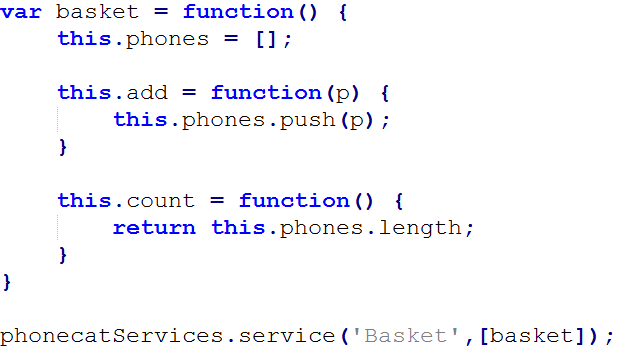 var basket = function() {
    this.phones = [];

    this.add = function(p) {
        this.phones.push(p);
    }

    this.count = function() {
        return this.phones.length;
    }
}

phonecatServices.service('Basket',[basket]);